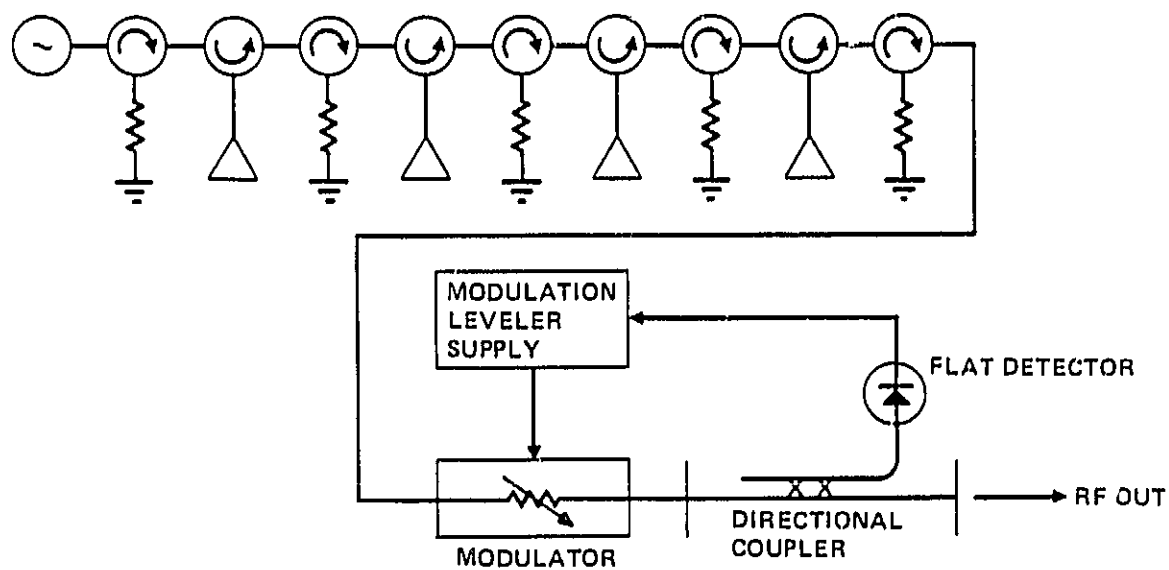 ~
MODULATION
LEVELER
SUPPLY
FLAT DETECTOR
RF OUT
DIRECTIONAL
COUPLER
MODULATOR